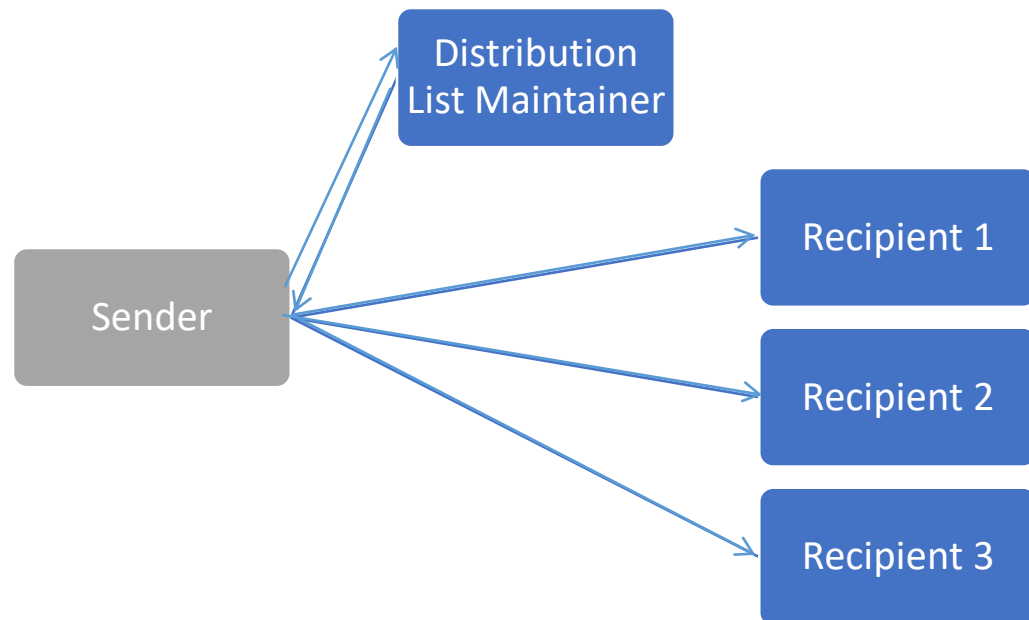 Distribution
List Maintainer
Recipient 1
Sender
Recipient 2
Recipient 3